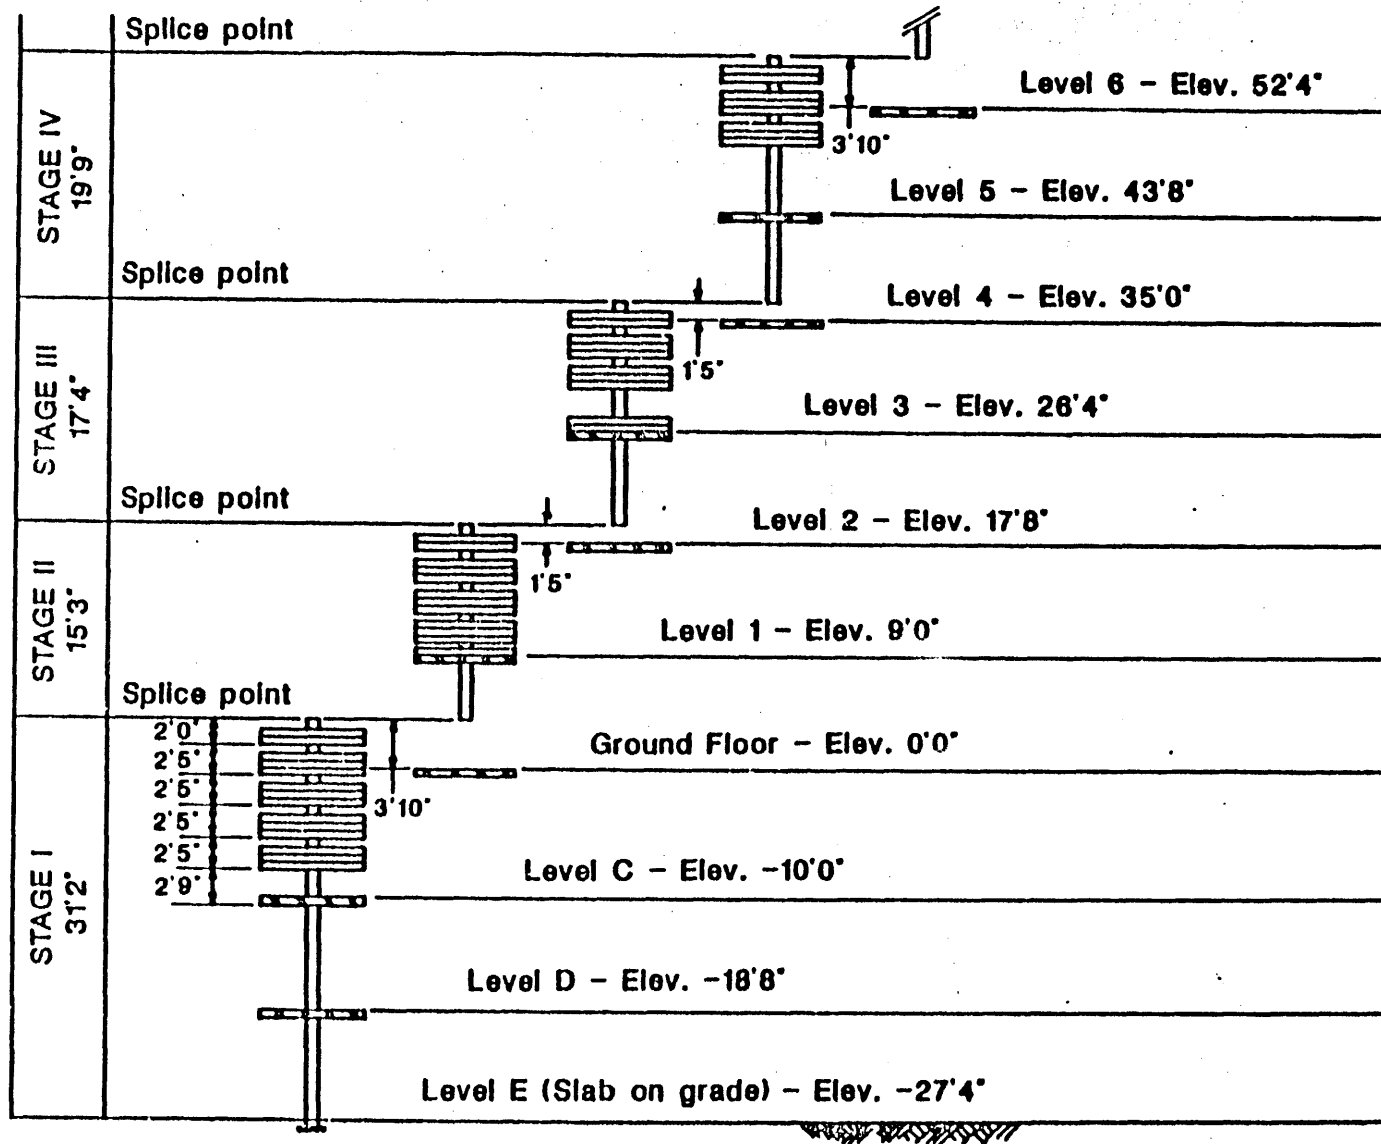 Splice point
Level 6 - Elev. 52'4"
3'10"
STAGE IV
19'9"
Level 5 - Elev. 43'8"
Splice point
Level 4 - Elev. 35'0"
1'5"
STAGE III
17'4"
Level 3 - Elev. 26'4"
Splice point
Level 2 - Elev. 17'8"
1'5"
STAGE II
15'3"
Level 1 - Elev. 9'0"
Splice point
2'0"
Ground Floor - Elev. 0'0"
2'5"
2'5"
3'10"
2'5"
2'5"
2'9"
Level C - Elev. -10'0"
STAGE I
31'2"
Level D - Elev. -18'8"
Level E (Slab on grade) - Elev. -27'4"